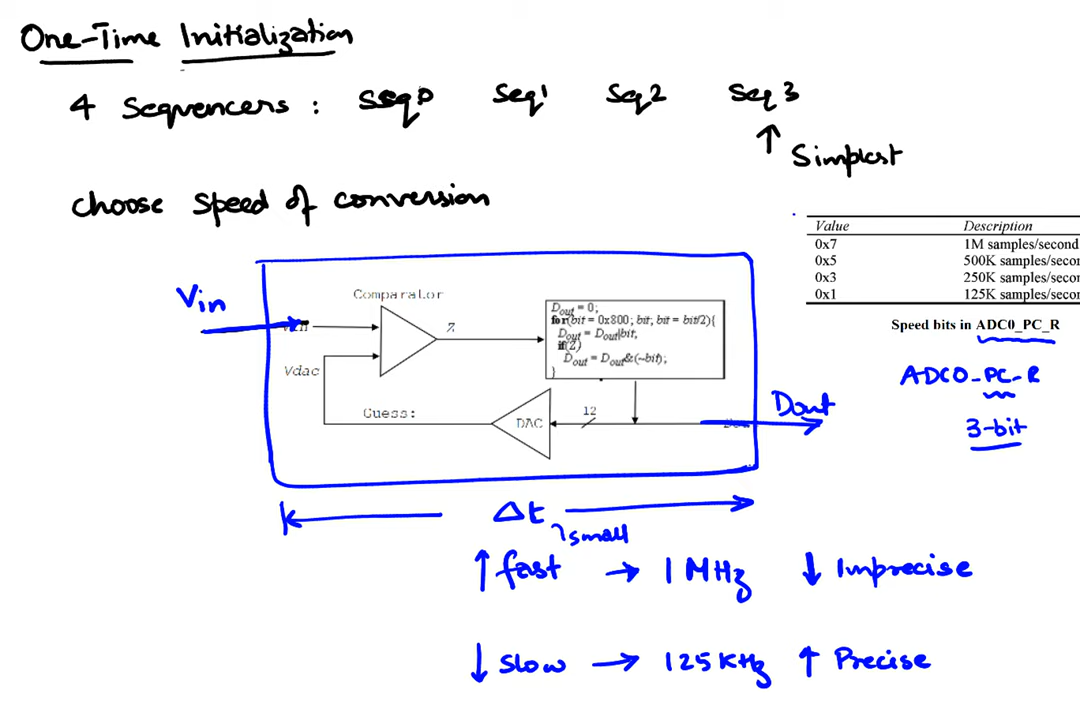 One-Time Initialization
4 Sequencers : seq0 seq1 seq2 seq3
↑ Simplest
choose speed of conversion
Value Description
0x7 1M samples/second
0x5 500K samples/secon
0x3 250K samples/secon
0x1 125K samples/secon
Speed bits in ADC0_PC_R
ADC0-PC-R
3-bit
Vin
Comparator
Z
Vdac
Guess:
DAC
12
Dout = 0;
for(bit = 0x800; bit; bit = bit/2){
Dout = Dout|bit;
if(Z)
Dout = Dout&(~bit);
}
Dout
Δt
small
↑ fast → 1 MHz ↓ Imprecise
↓ slow → 125 KHz ↑ Precise